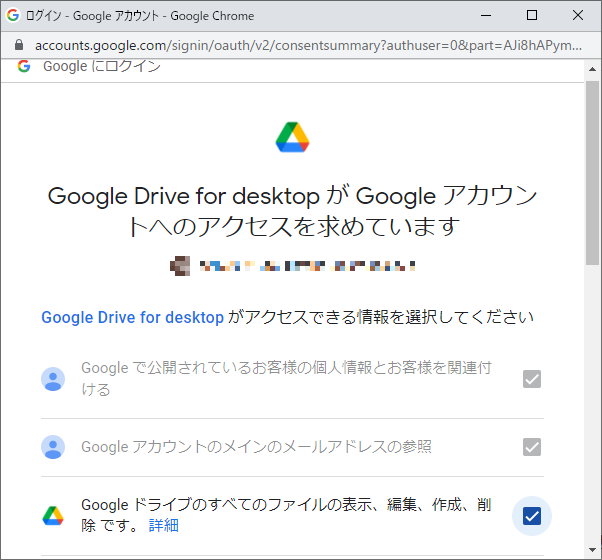 ログイン - Google アカウント - Google Chrome
accounts.google.com/signin/oauth/v2/consentsummary?authuser=0&part=AJi8hAPym...
Google にログイン
Google Drive for desktop が Google アカウン
トへのアクセスを求めています
Google Drive for desktop がアクセスできる情報を選択してください
Google で公開されているお客様の個人情報とお客様を関連付
ける
Google アカウントのメインのメールアドレスの参照
Google ドライブのすべてのファイルの表示、編集、作成、削
除 です。 詳細